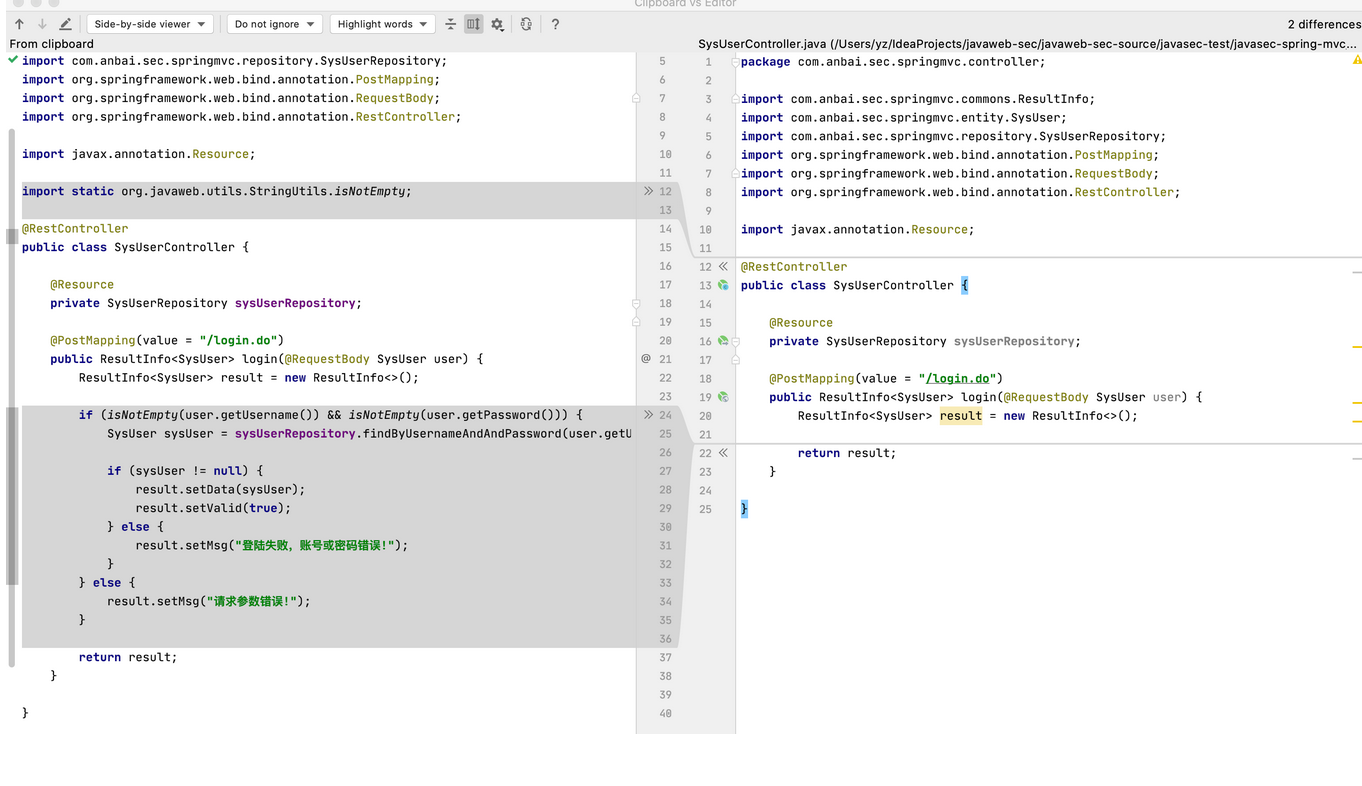 Clipboard vs Editor
Side-by-side viewer Do not ignore Highlight words ? 2 differences
From clipboard
import com.anbai.sec.springmvc.repository.SysUserRepository; 5
import org.springframework.web.bind.annotation.PostMapping; 6
import org.springframework.web.bind.annotation.RequestBody; 7
import org.springframework.web.bind.annotation.RestController; 8
9
import javax.annotation.Resource; 10
11
import static org.javaweb.utils.StringUtils.isNotEmpty; 12
13
@RestController 14
public class SysUserController { 15
16
@Resource 17
private SysUserRepository sysUserRepository; 18
19
@PostMapping(value = "/login.do") 20
public ResultInfo<SysUser> login(@RequestBody SysUser user) { @ 21
ResultInfo<SysUser> result = new ResultInfo<>(); 22
23
if (isNotEmpty(user.getUsername()) && isNotEmpty(user.getPassword())) { 24
SysUser sysUser = sysUserRepository.findByUsernameAndAndPassword(user.getU 25
26
if (sysUser != null) { 27
result.setData(sysUser); 28
result.setValid(true); 29
} else { 30
result.setMsg("登陆失败，账号或密码错误!"); 31
} 32
} else { 33
result.setMsg("请求参数错误!"); 34
} 35
36
return result; 37
} 38
39
} 40
SysUserController.java (/Users/yz/IdeaProjects/javaweb-sec/javaweb-sec-source/javasec-test/javasec-spring-mvc...
1 package com.anbai.sec.springmvc.controller;
2
3 import com.anbai.sec.springmvc.commons.ResultInfo;
4 import com.anbai.sec.springmvc.entity.SysUser;
5 import com.anbai.sec.springmvc.repository.SysUserRepository;
6 import org.springframework.web.bind.annotation.PostMapping;
7 import org.springframework.web.bind.annotation.RequestBody;
8 import org.springframework.web.bind.annotation.RestController;
9
10 import javax.annotation.Resource;
11
12 @RestController
13 public class SysUserController {
14
15 @Resource
16 private SysUserRepository sysUserRepository;
17
18 @PostMapping(value = "/login.do")
19 public ResultInfo<SysUser> login(@RequestBody SysUser user) {
20 ResultInfo<SysUser> result = new ResultInfo<>();
21
22 return result;
23 }
24
25 }